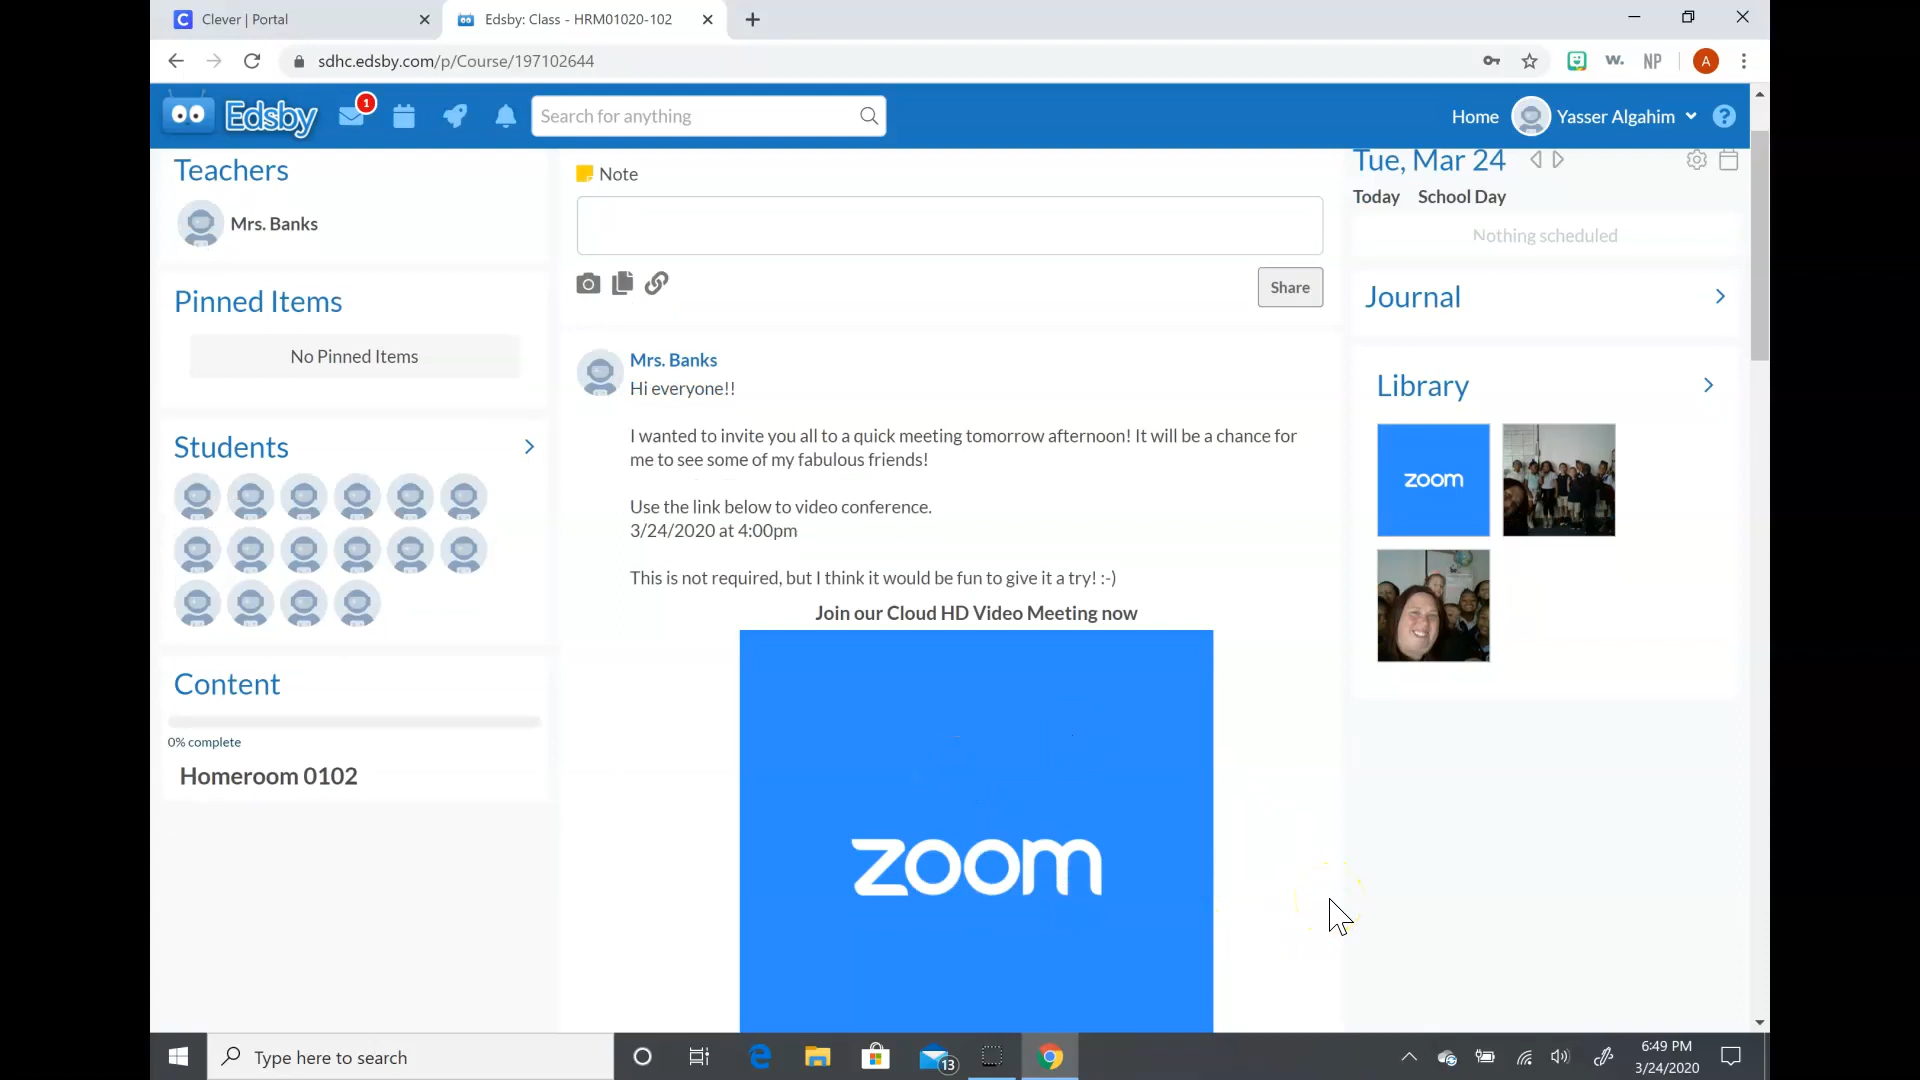 Clever | Portal
Edsby: Class - HRM01020-102
sdhc.edsby.com/p/Course/197102644
W.
NP
A
Edsby
1
Search for anything
Home
Yasser Algahim
?
Teachers
Mrs. Banks
Pinned Items
No Pinned Items
Students
Content
0% complete
Homeroom 0102
Note
Share
Mrs. Banks
Hi everyone!!
I wanted to invite you all to a quick meeting tomorrow afternoon! It will be a chance for
me to see some of my fabulous friends!
Use the link below to video conference.
3/24/2020 at 4:00pm
This is not required, but I think it would be fun to give it a try! :-)
Join our Cloud HD Video Meeting now
zoom
Tue, Mar 24
Today School Day
Nothing scheduled
Journal
Library
zoom
Type here to search
13
6:49 PM
3/24/2020